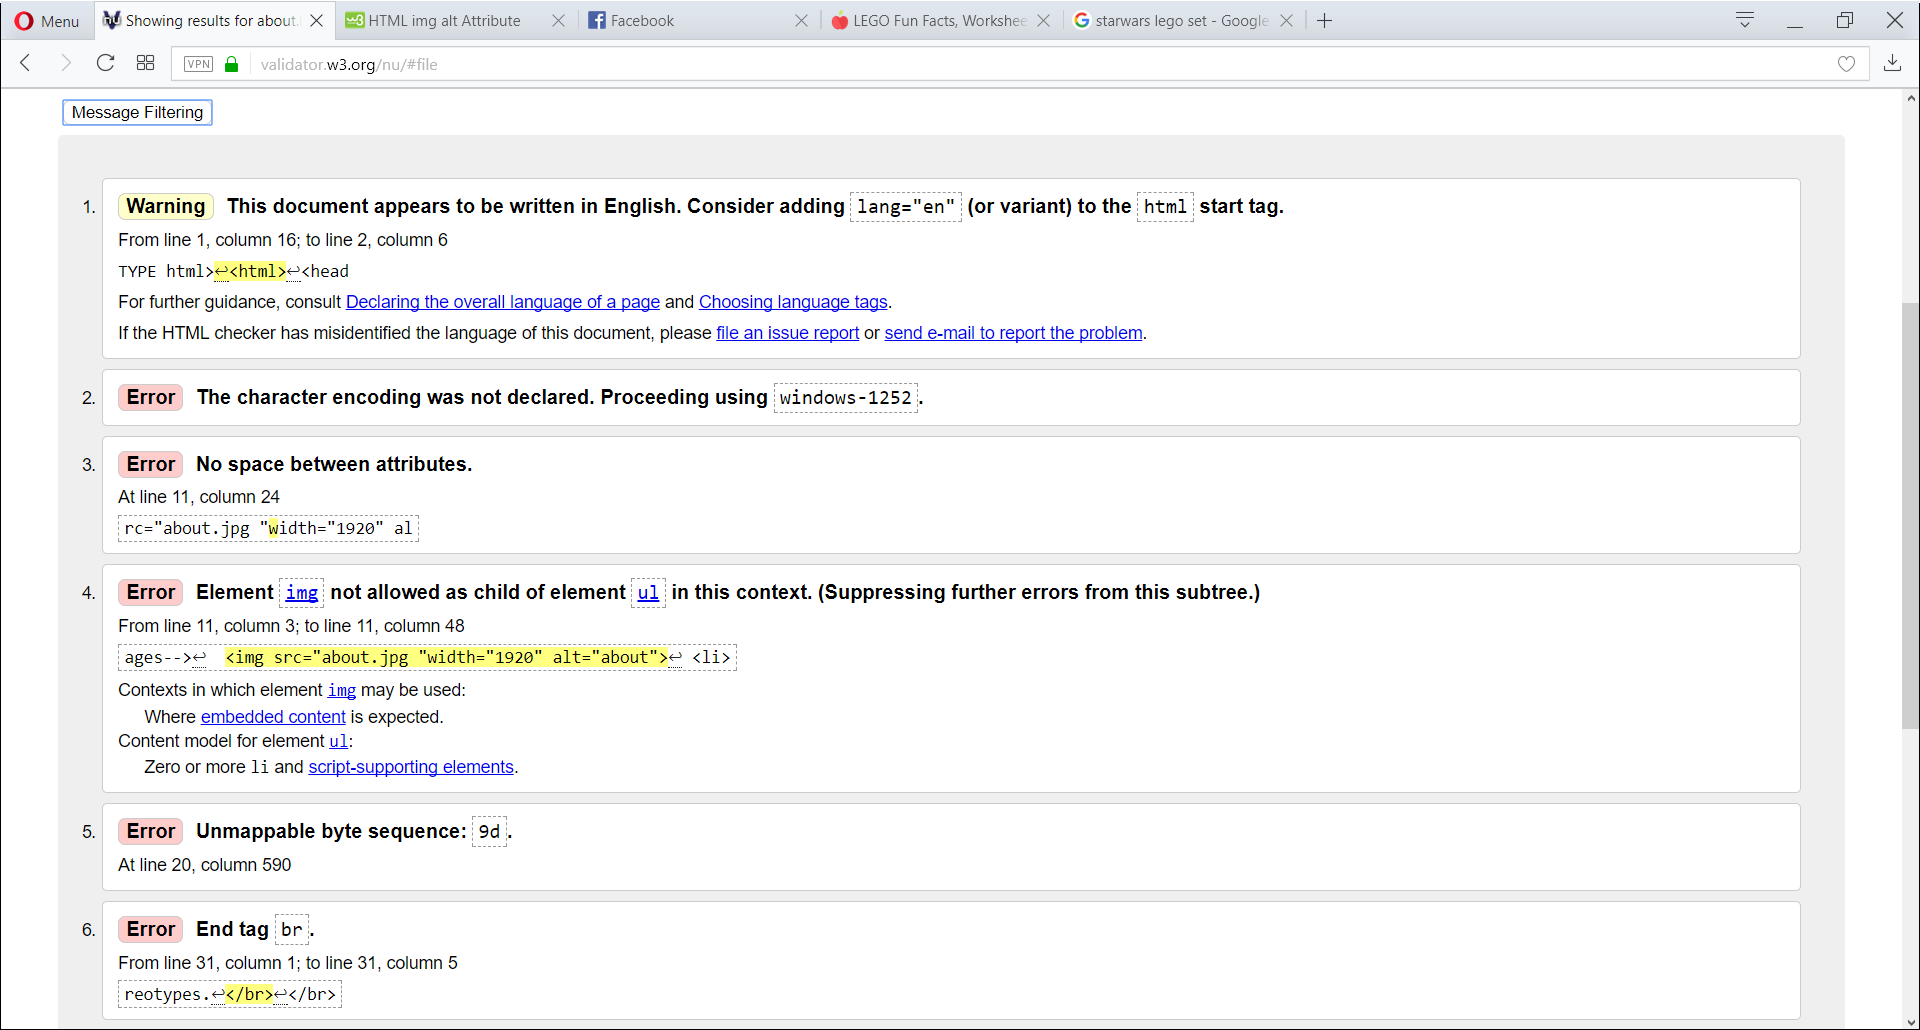 Menu
Showing results for about.
HTML img alt Attribute
Facebook
LEGO Fun Facts, Workshee
starwars lego set - Google
VPN
validator.w3.org/nu/#file
Message Filtering
1. Warning This document appears to be written in English. Consider adding lang="en" (or variant) to the html start tag.
From line 1, column 16; to line 2, column 6
TYPE html>↩<html>↩<head
For further guidance, consult Declaring the overall language of a page and Choosing language tags.
If the HTML checker has misidentified the language of this document, please file an issue report or send e-mail to report the problem.
2. Error The character encoding was not declared. Proceeding using windows-1252.
3. Error No space between attributes.
At line 11, column 24
rc="about.jpg "width="1920" al
4. Error Element img not allowed as child of element ul in this context. (Suppressing further errors from this subtree.)
From line 11, column 3; to line 11, column 48
ages-->↩ <img src="about.jpg "width="1920" alt="about">↩ <li>
Contexts in which element img may be used:
Where embedded content is expected.
Content model for element ul:
Zero or more li and script-supporting elements.
5. Error Unmappable byte sequence: 9d.
At line 20, column 590
6. Error End tag br.
From line 31, column 1; to line 31, column 5
reotypes.↩</br>↩</br>